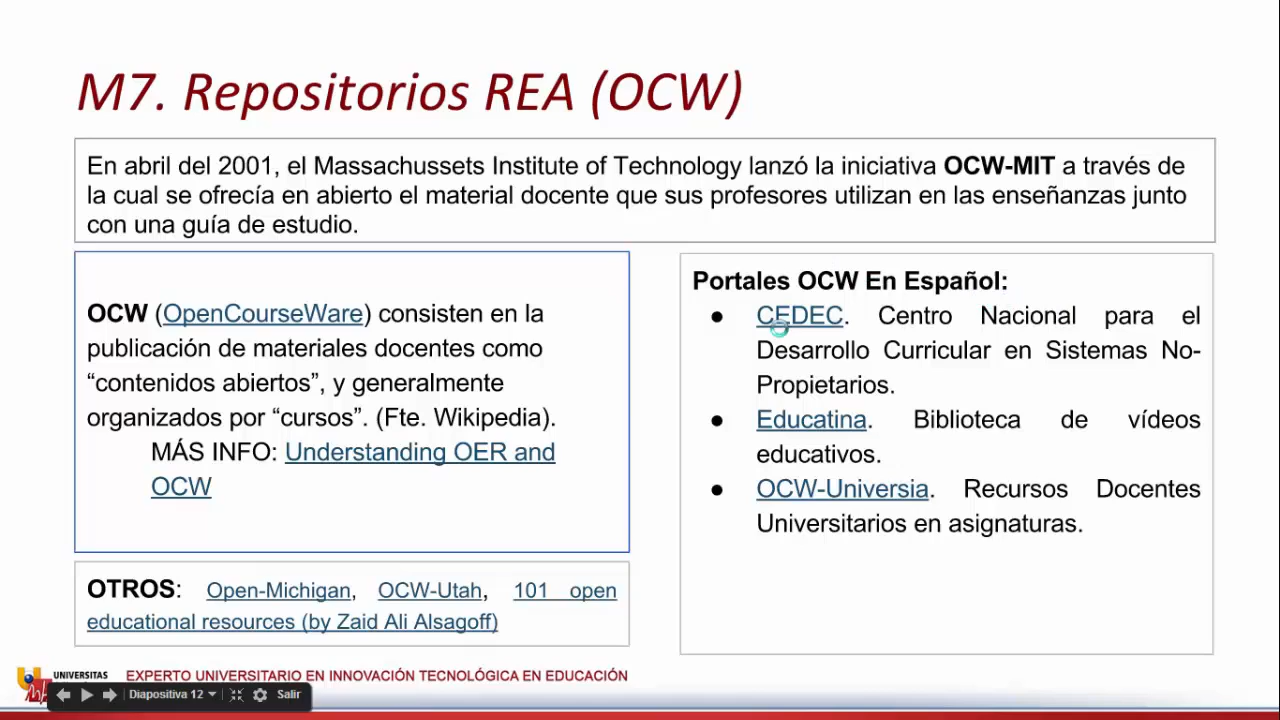 M7. Repositorios REA (OCW)
En abril del 2001, el Massachussets Institute of Technology lanzó la iniciativa OCW-MIT a través de
la cual se ofrecía en abierto el material docente que sus profesores utilizan en las enseñanzas junto
con una guía de estudio.
OCW (OpenCourseWare) consisten en la
publicación de materiales docentes como
“contenidos abiertos”, y generalmente
organizados por “cursos”. (Fte. Wikipedia).
MÁS INFO: Understanding OER and
OCW
OTROS: Open-Michigan, OCW-Utah, 101 open
educational resources (by Zaid Ali Alsagoff)
Portales OCW En Español:
● CEDEC. Centro Nacional para el
Desarrollo Curricular en Sistemas No-
Propietarios.
● Educatina. Biblioteca de vídeos
educativos.
● OCW-Universia. Recursos Docentes
Universitarios en asignaturas.
UNIVERSITAS
EXPERTO UNIVERSITARIO EN INNOVACIÓN TECNOLÓGICA EN EDUCACIÓN
Diapositiva 12
Salir